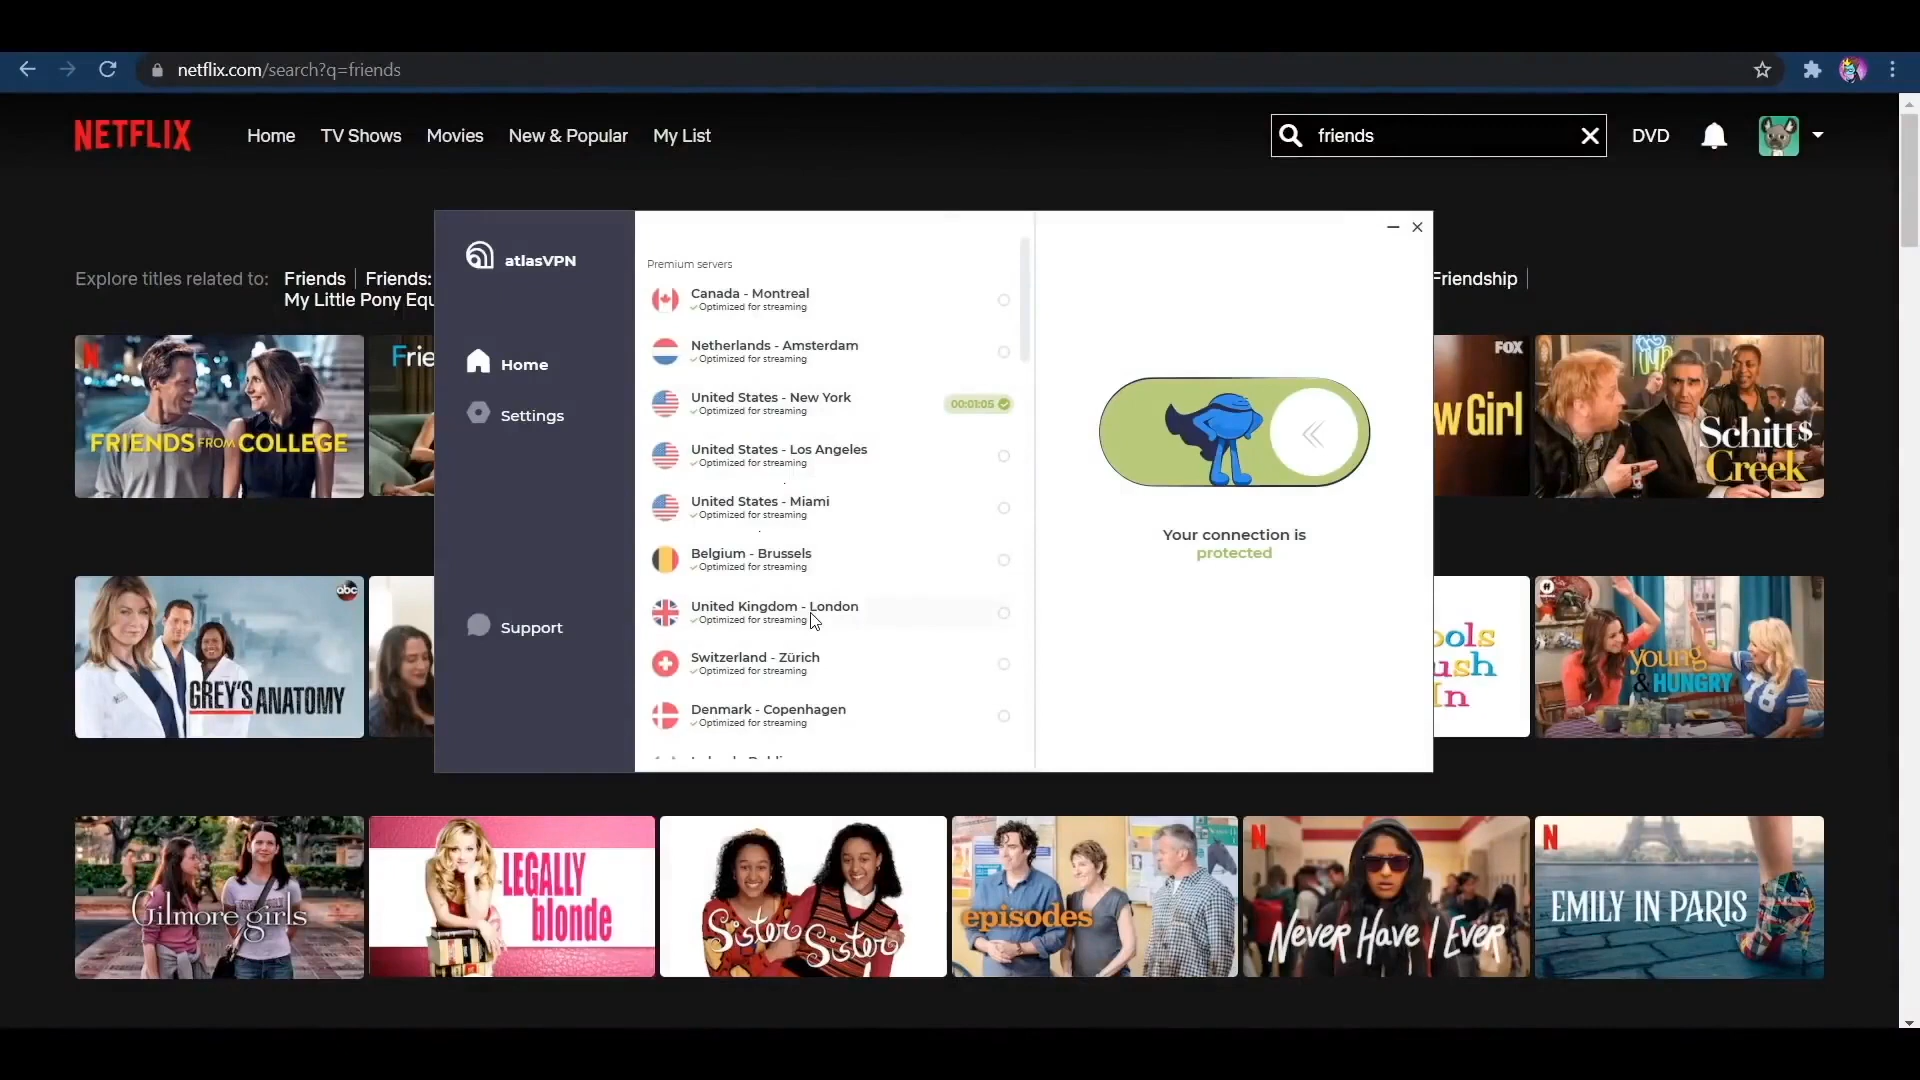 netflix.com/search?q=friends
NETFLIX
Home
TV Shows
Movies
New & Popular
My List
friends
DVD
Explore titles related to:
Friends
Friends:
Friendship
My Little Pony Equ
atlasVPN
Home
Settings
Support
Premium servers
Canada - Montreal
Optimized for streaming
Netherlands - Amsterdam
Optimized for streaming
United States - New York
Optimized for streaming
00:01:05
United States - Los Angeles
Optimized for streaming
United States - Miami
Optimized for streaming
Belgium - Brussels
Optimized for streaming
United Kingdom - London
Optimized for streaming
Switzerland - Zürich
Optimized for streaming
Denmark - Copenhagen
Optimized for streaming
Your connection is
protected
N
FRIENDS FROM COLLEGE
Frie
FOX
w Girl
Schitt$
Creek
abc
GREY'S ANATOMY
ools
ush
In
young
& HUNGRY
78
Gilmore girls
LEGALLY
blonde
Sister
Sister
episodes
N
Never Have I Ever
N
EMILY IN PARIS